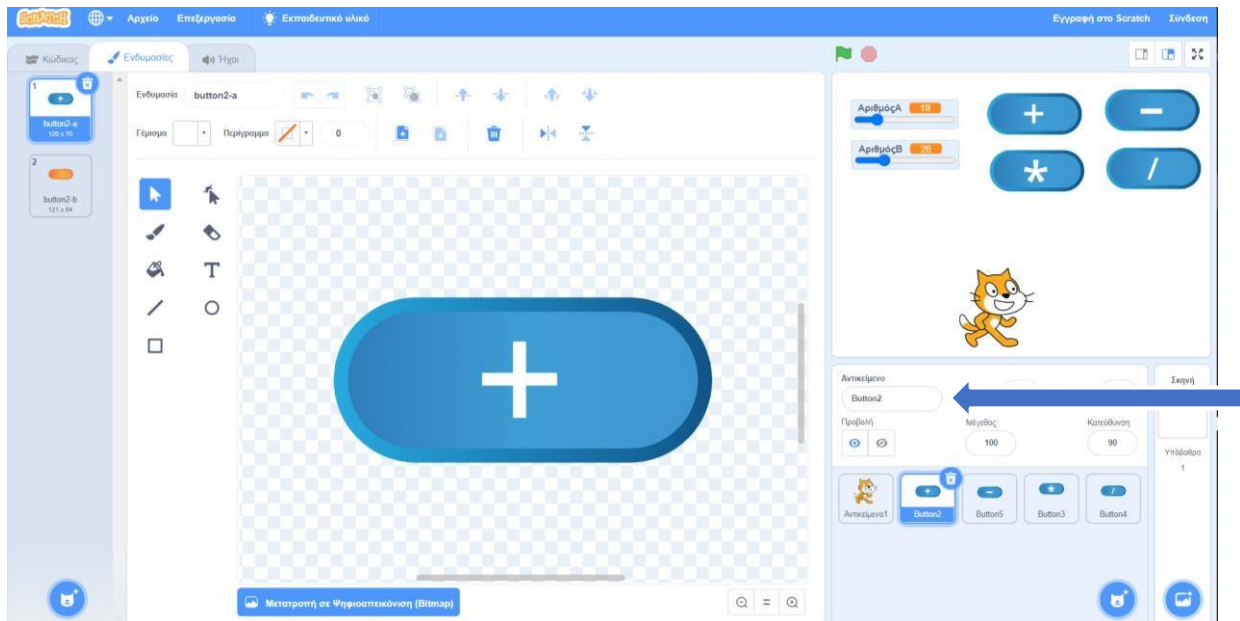 SCRATCH Αρχείο Επεξεργασία Εκπαιδευτικό υλικό Εγγραφή στο Scratch Σύνδεση
Κώδικας Ενδυμασίες Ήχοι
1
button2-a
120 x 70
2
button2-b
121 x 84
Ενδυμασία button2-a
Γέμισμα Περίγραμμα 0
T
+
Μετατροπή σε Ψηφιοαπεικόνιση (Bitmap)
=
ΑριθμόςΑ 19
ΑριθμόςΒ 26
+ −
* /
Αντικείμενο
Button2
Προβολή Μέγεθος Κατεύθυνση
100 90
Αντικείμενο1 Button2 Button5 Button3 Button4
Σκηνή
Υπόβαθρα
1